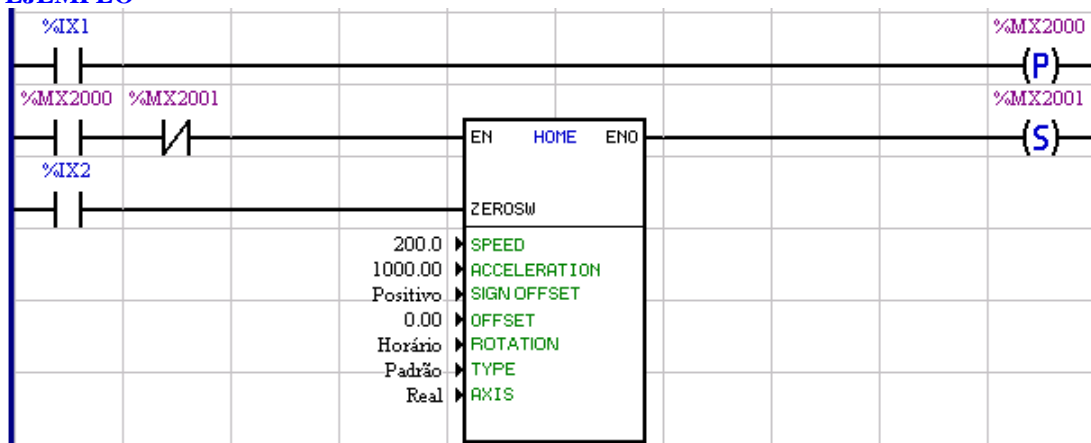 EJEMPLO
%IX1 %MX2000
P
%MX2000 %MX2001 %MX2001
EN HOME ENO S
%IX2
ZEROSW
200.0 SPEED
1000.00 ACCELERATION
Positivo SIGN OFFSET
0.00 OFFSET
Horário ROTATION
Padrão TYPE
Real AXIS